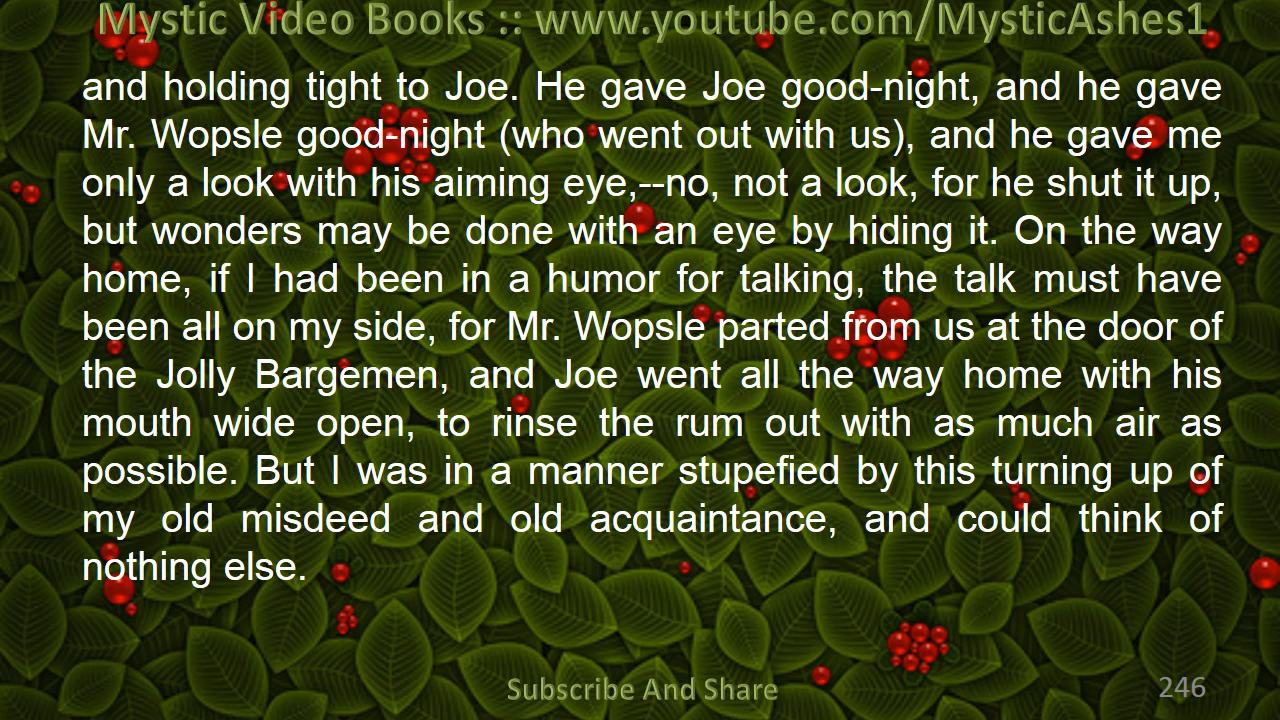 Mystic Video Books :: www.youtube.com/MysticAshes1
and holding tight to Joe. He gave Joe good-night, and he gave
Mr. Wopsle good-night (who went out with us), and he gave me
only a look with his aiming eye,--no, not a look, for he shut it up,
but wonders may be done with an eye by hiding it. On the way
home, if I had been in a humor for talking, the talk must have
been all on my side, for Mr. Wopsle parted from us at the door of
the Jolly Bargemen, and Joe went all the way home with his
mouth wide open, to rinse the rum out with as much air as
possible. But I was in a manner stupefied by this turning up of
my old misdeed and old acquaintance, and could think of
nothing else.
Subscribe And Share
246